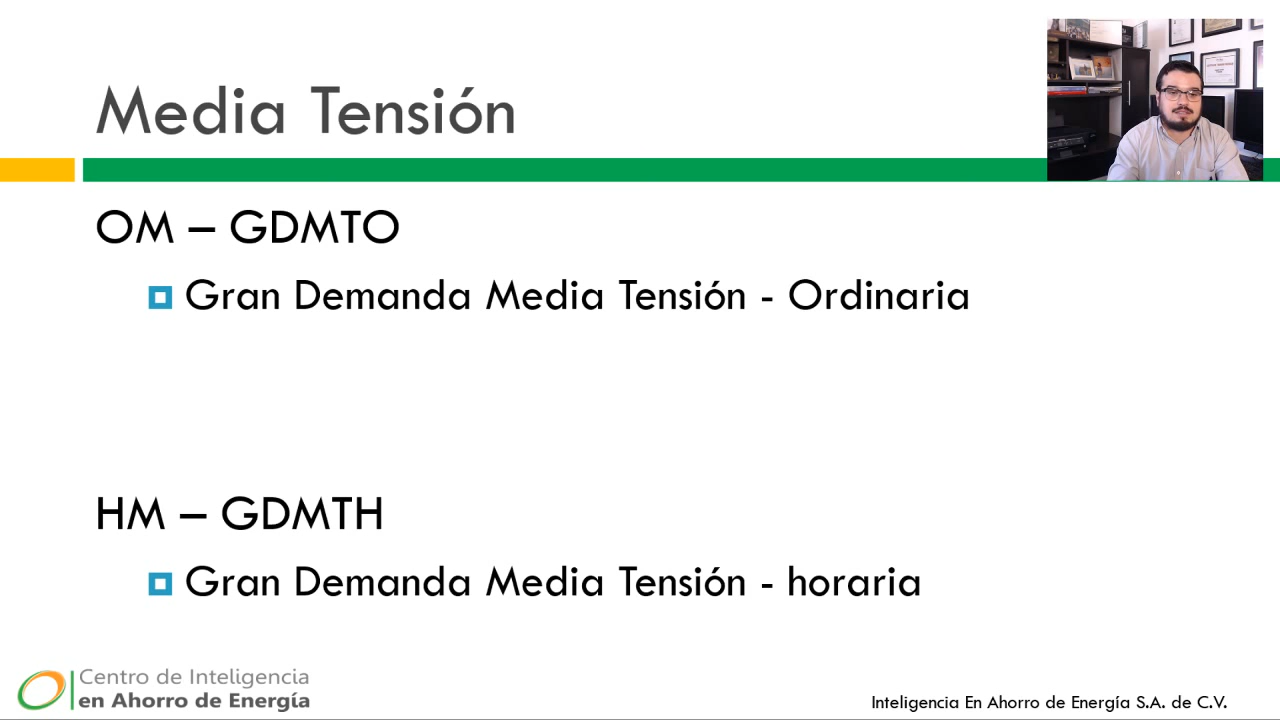 Media Tensión
OM – GDMTO
Gran Demanda Media Tensión - Ordinaria
HM – GDMTH
Gran Demanda Media Tensión - horaria
Centro de Inteligencia
en Ahorro de Energía
Inteligencia En Ahorro de Energía S.A. de C.V.